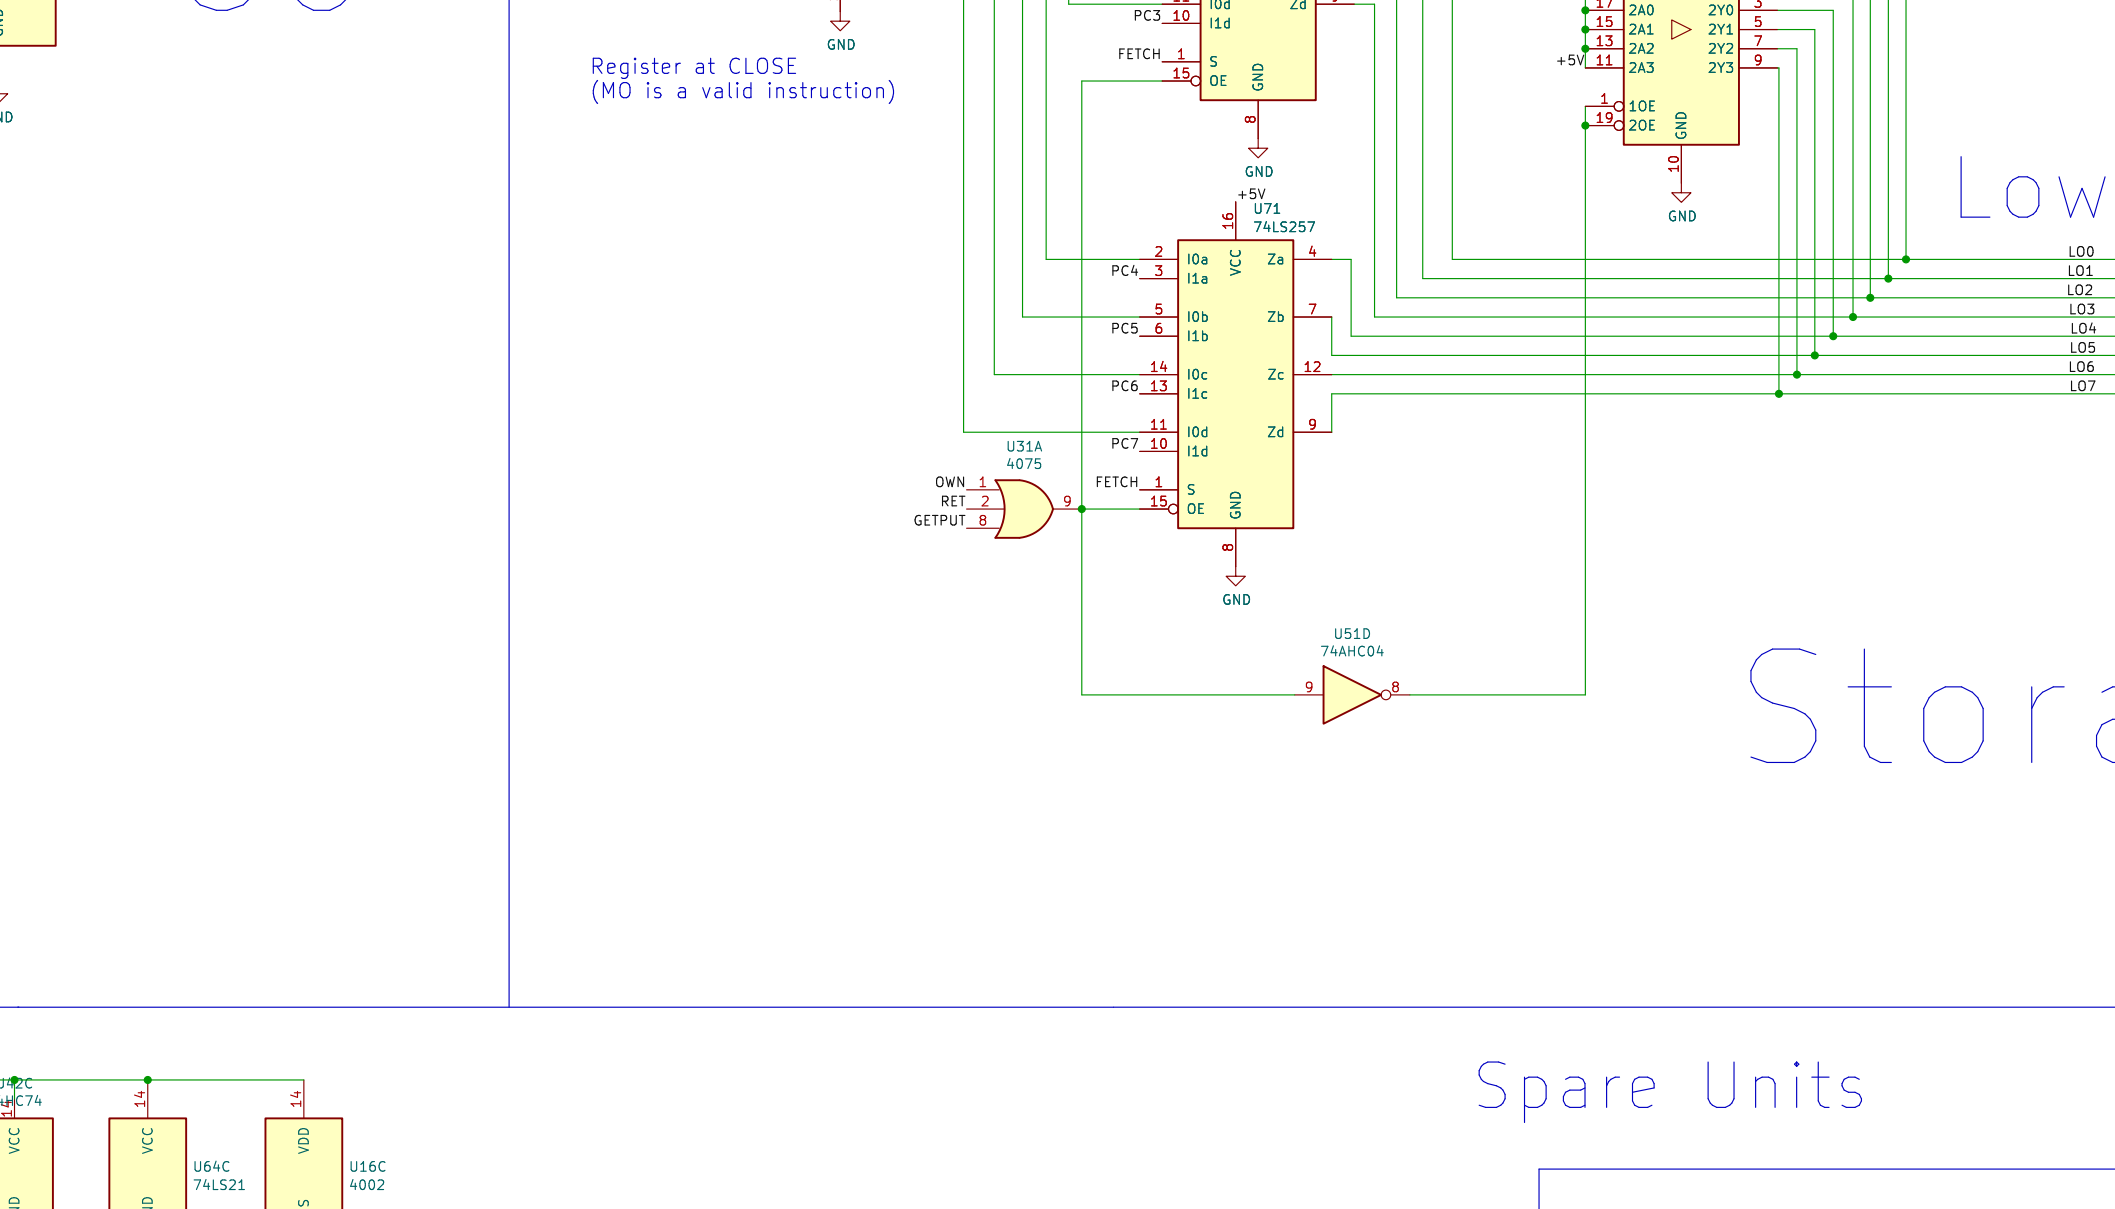 GND
GND
Register at CLOSE
(MO is a valid instruction)
PC3
10
I0d
I1d
Zd
FETCH
1
S
15
OE
GND
8
GND
17
2A0
2Y0
3
15
2A1
2Y1
5
13
2A2
2Y2
7
+5V
11
2A3
2Y3
9
1
1OE
19
2OE
GND
10
GND
Low
+5V
U71
74LS257
16
VCC
2
I0a
Za
4
PC4
3
I1a
5
I0b
Zb
7
PC5
6
I1b
14
I0c
Zc
12
PC6
13
I1c
11
I0d
Zd
9
PC7
10
I1d
FETCH
1
S
15
OE
GND
8
GND
LO0
LO1
LO2
LO3
LO4
LO5
LO6
LO7
U31A
4075
OWN
1
RET
2
GETPUT
8
9
U51D
74AHC04
9
8
Stora
Spare Units
U42C
14
VCC
14
VCC
U64C
74LS21
14
VDD
U16C
4002